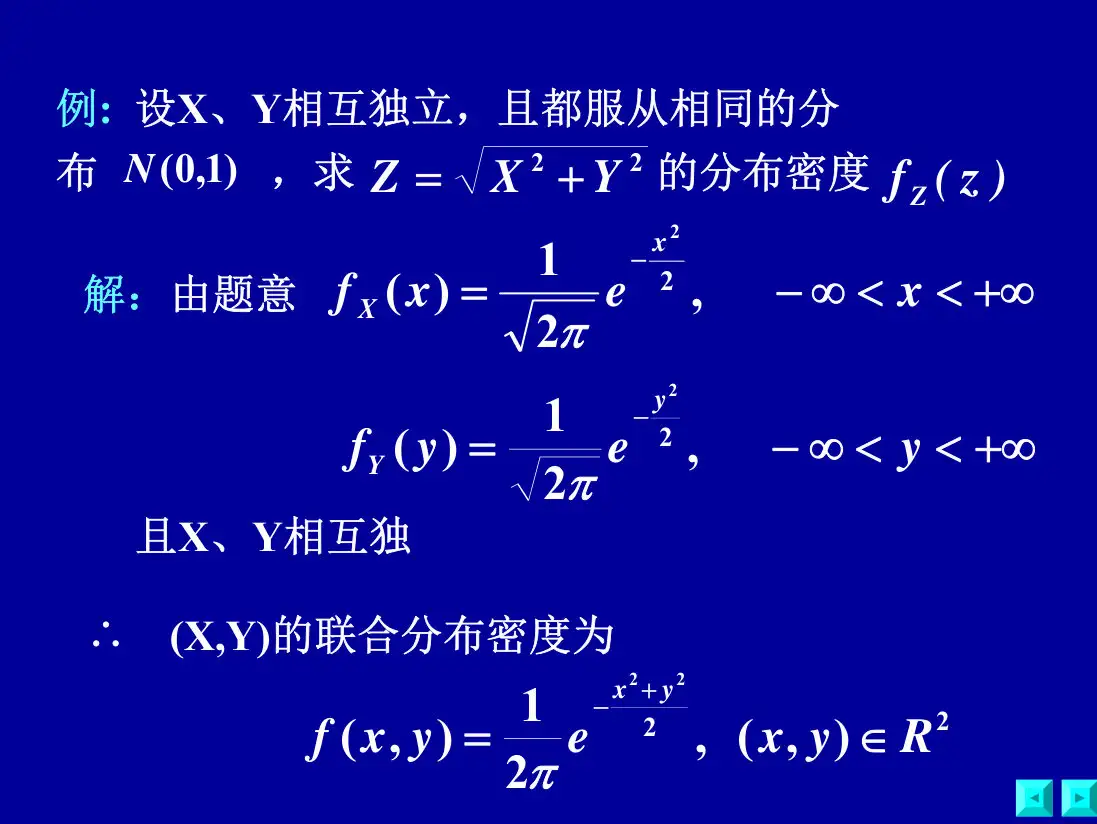 例：设X、Y相互独立，且都服从相同的分
布 N(0,1) ，求 Z = √(X² + Y²) 的分布密度 f_Z(z)
解：由题意 f_X(x) = 1/√(2π) e^(−x²/2) , − ∞ < x < +∞
f_Y(y) = 1/√(2π) e^(−y²/2) , − ∞ < y < +∞
且X、Y相互独
∴ (X,Y)的联合分布密度为
f(x,y) = 1/(2π) e^(−(x²+y²)/2) , (x,y) ∈ R²